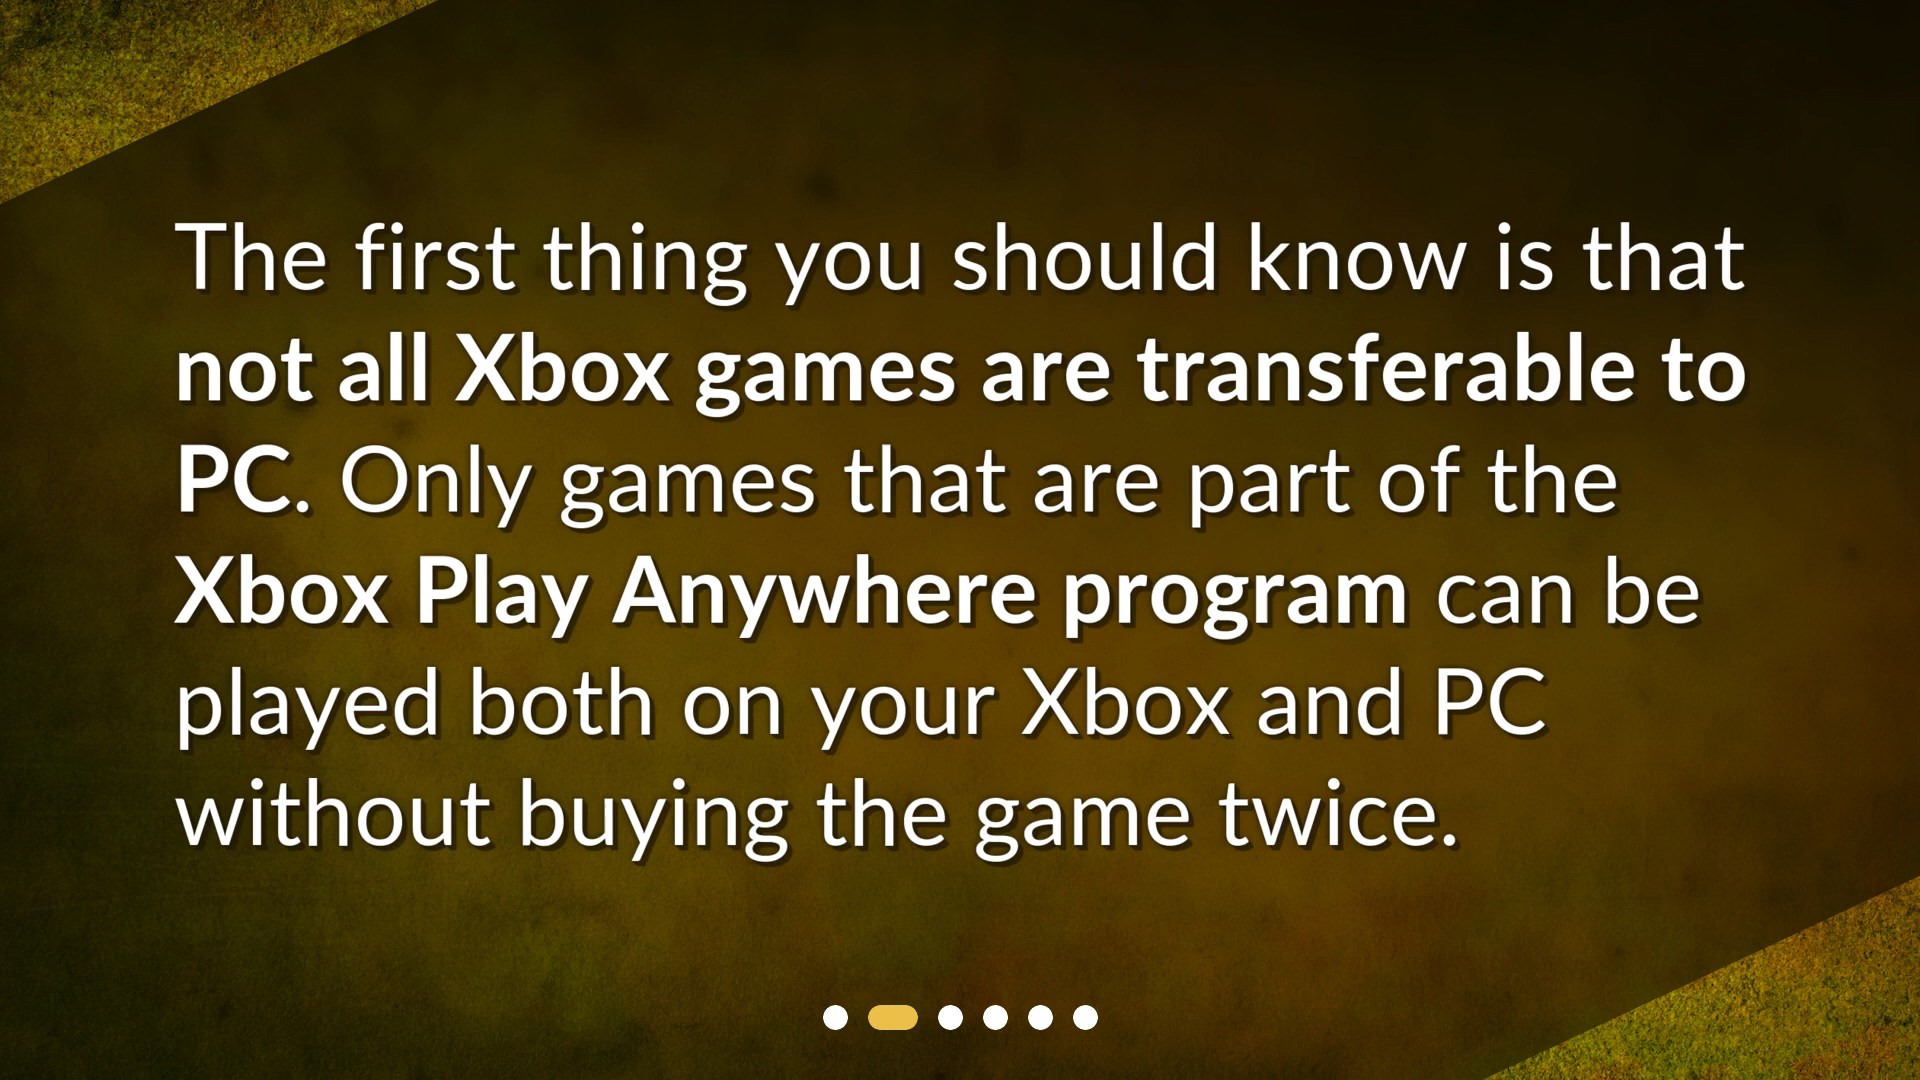 The first thing you should know is that
not all Xbox games are transferable to
PC. Only games that are part of the
Xbox Play Anywhere program can be
played both on your Xbox and PC
without buying the game twice.